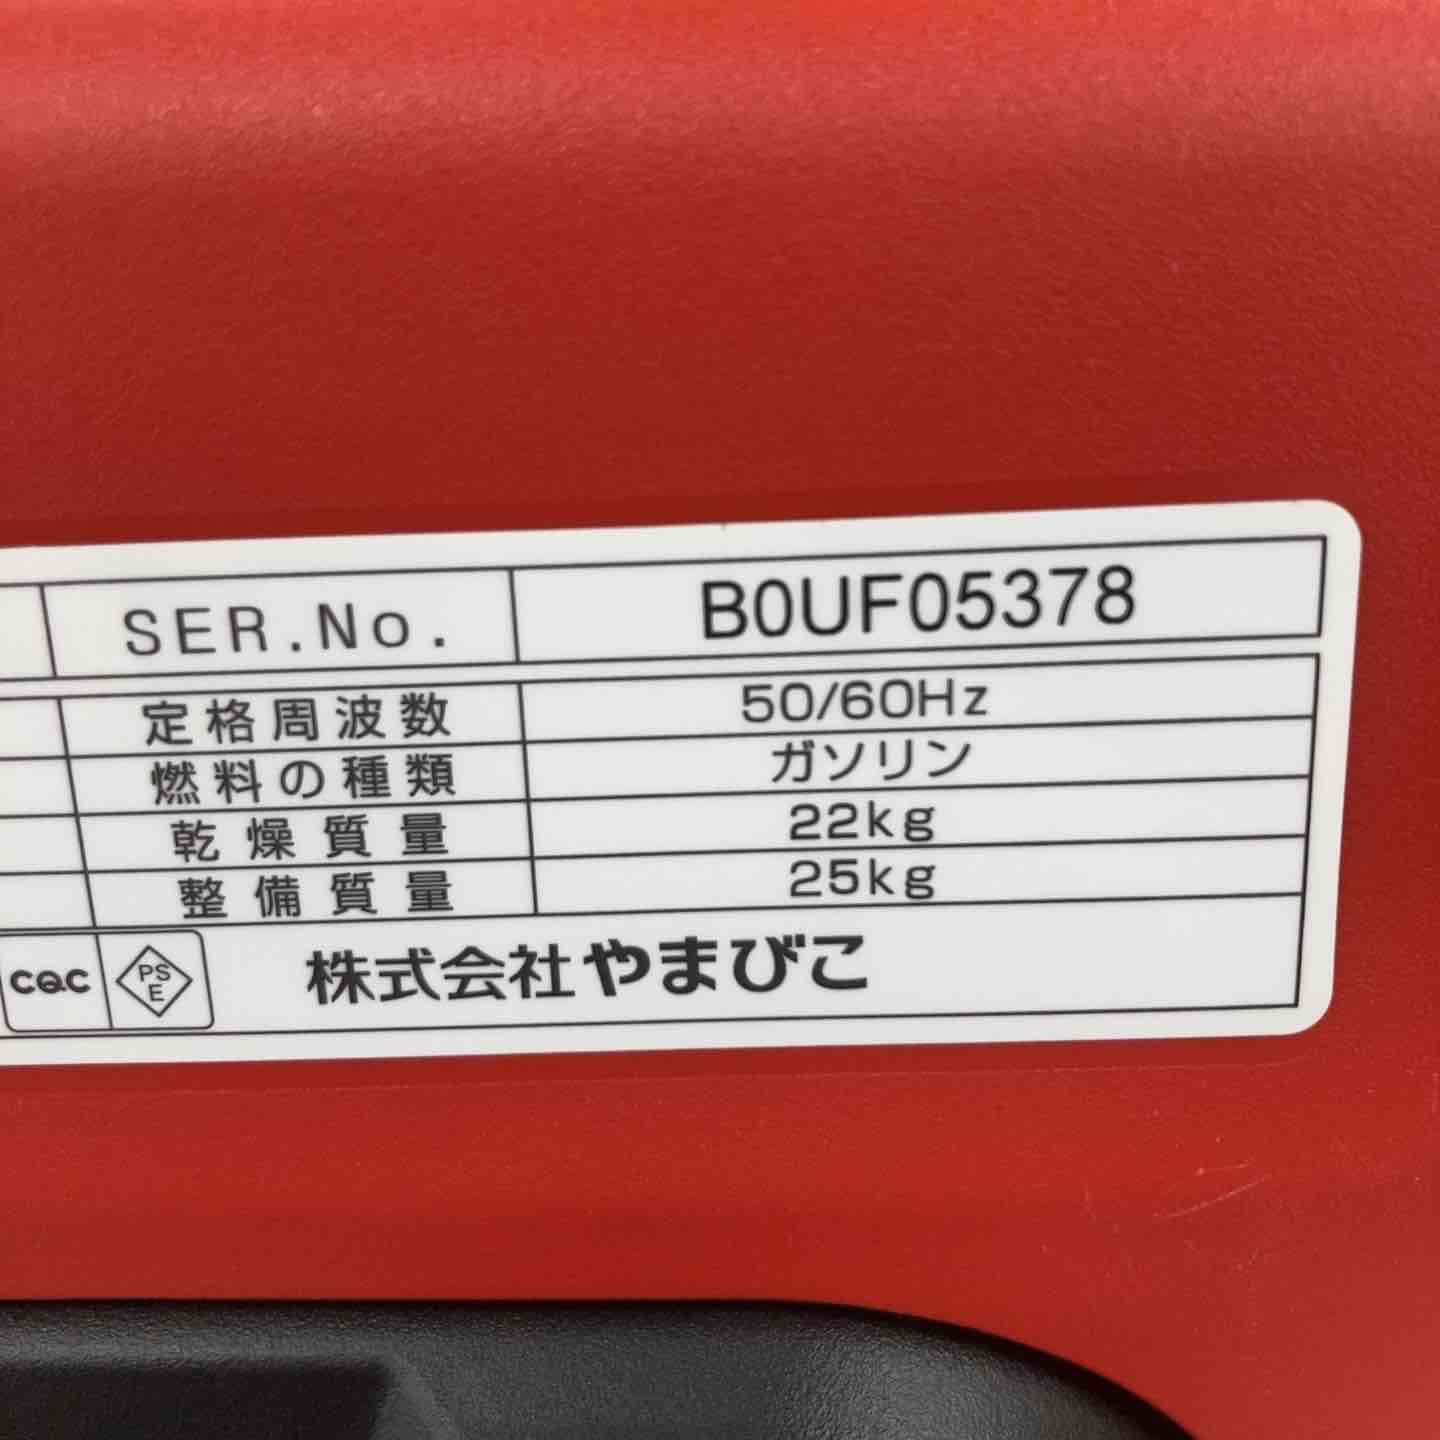 SER.No. B0UF05378
定格周波数 50/60Hz
燃料の種類 ガソリン
乾燥質量 22kg
整備質量 25kg
CQC PSE 株式会社やまびこ